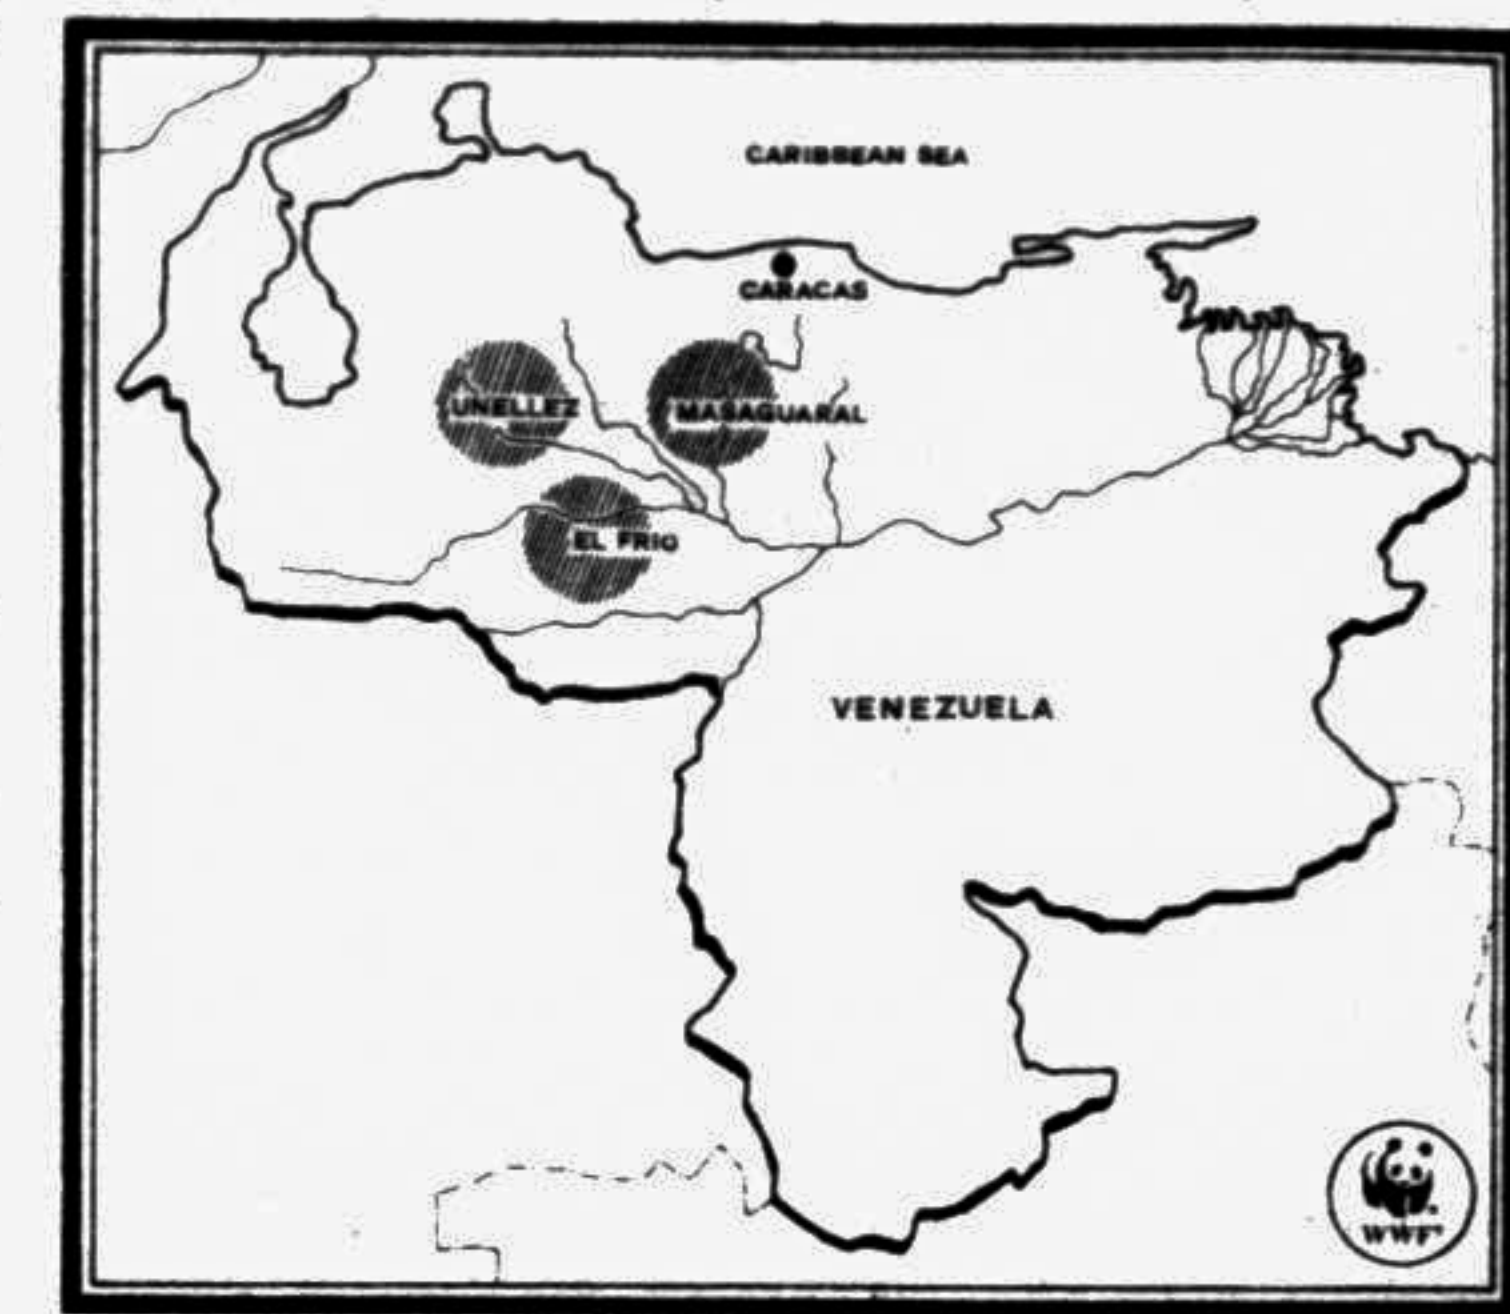 CARIBBEAN SEA
CARACAS
UNELLEZ
MASAGUARAL
EL FRIO
VENEZUELA
WWF